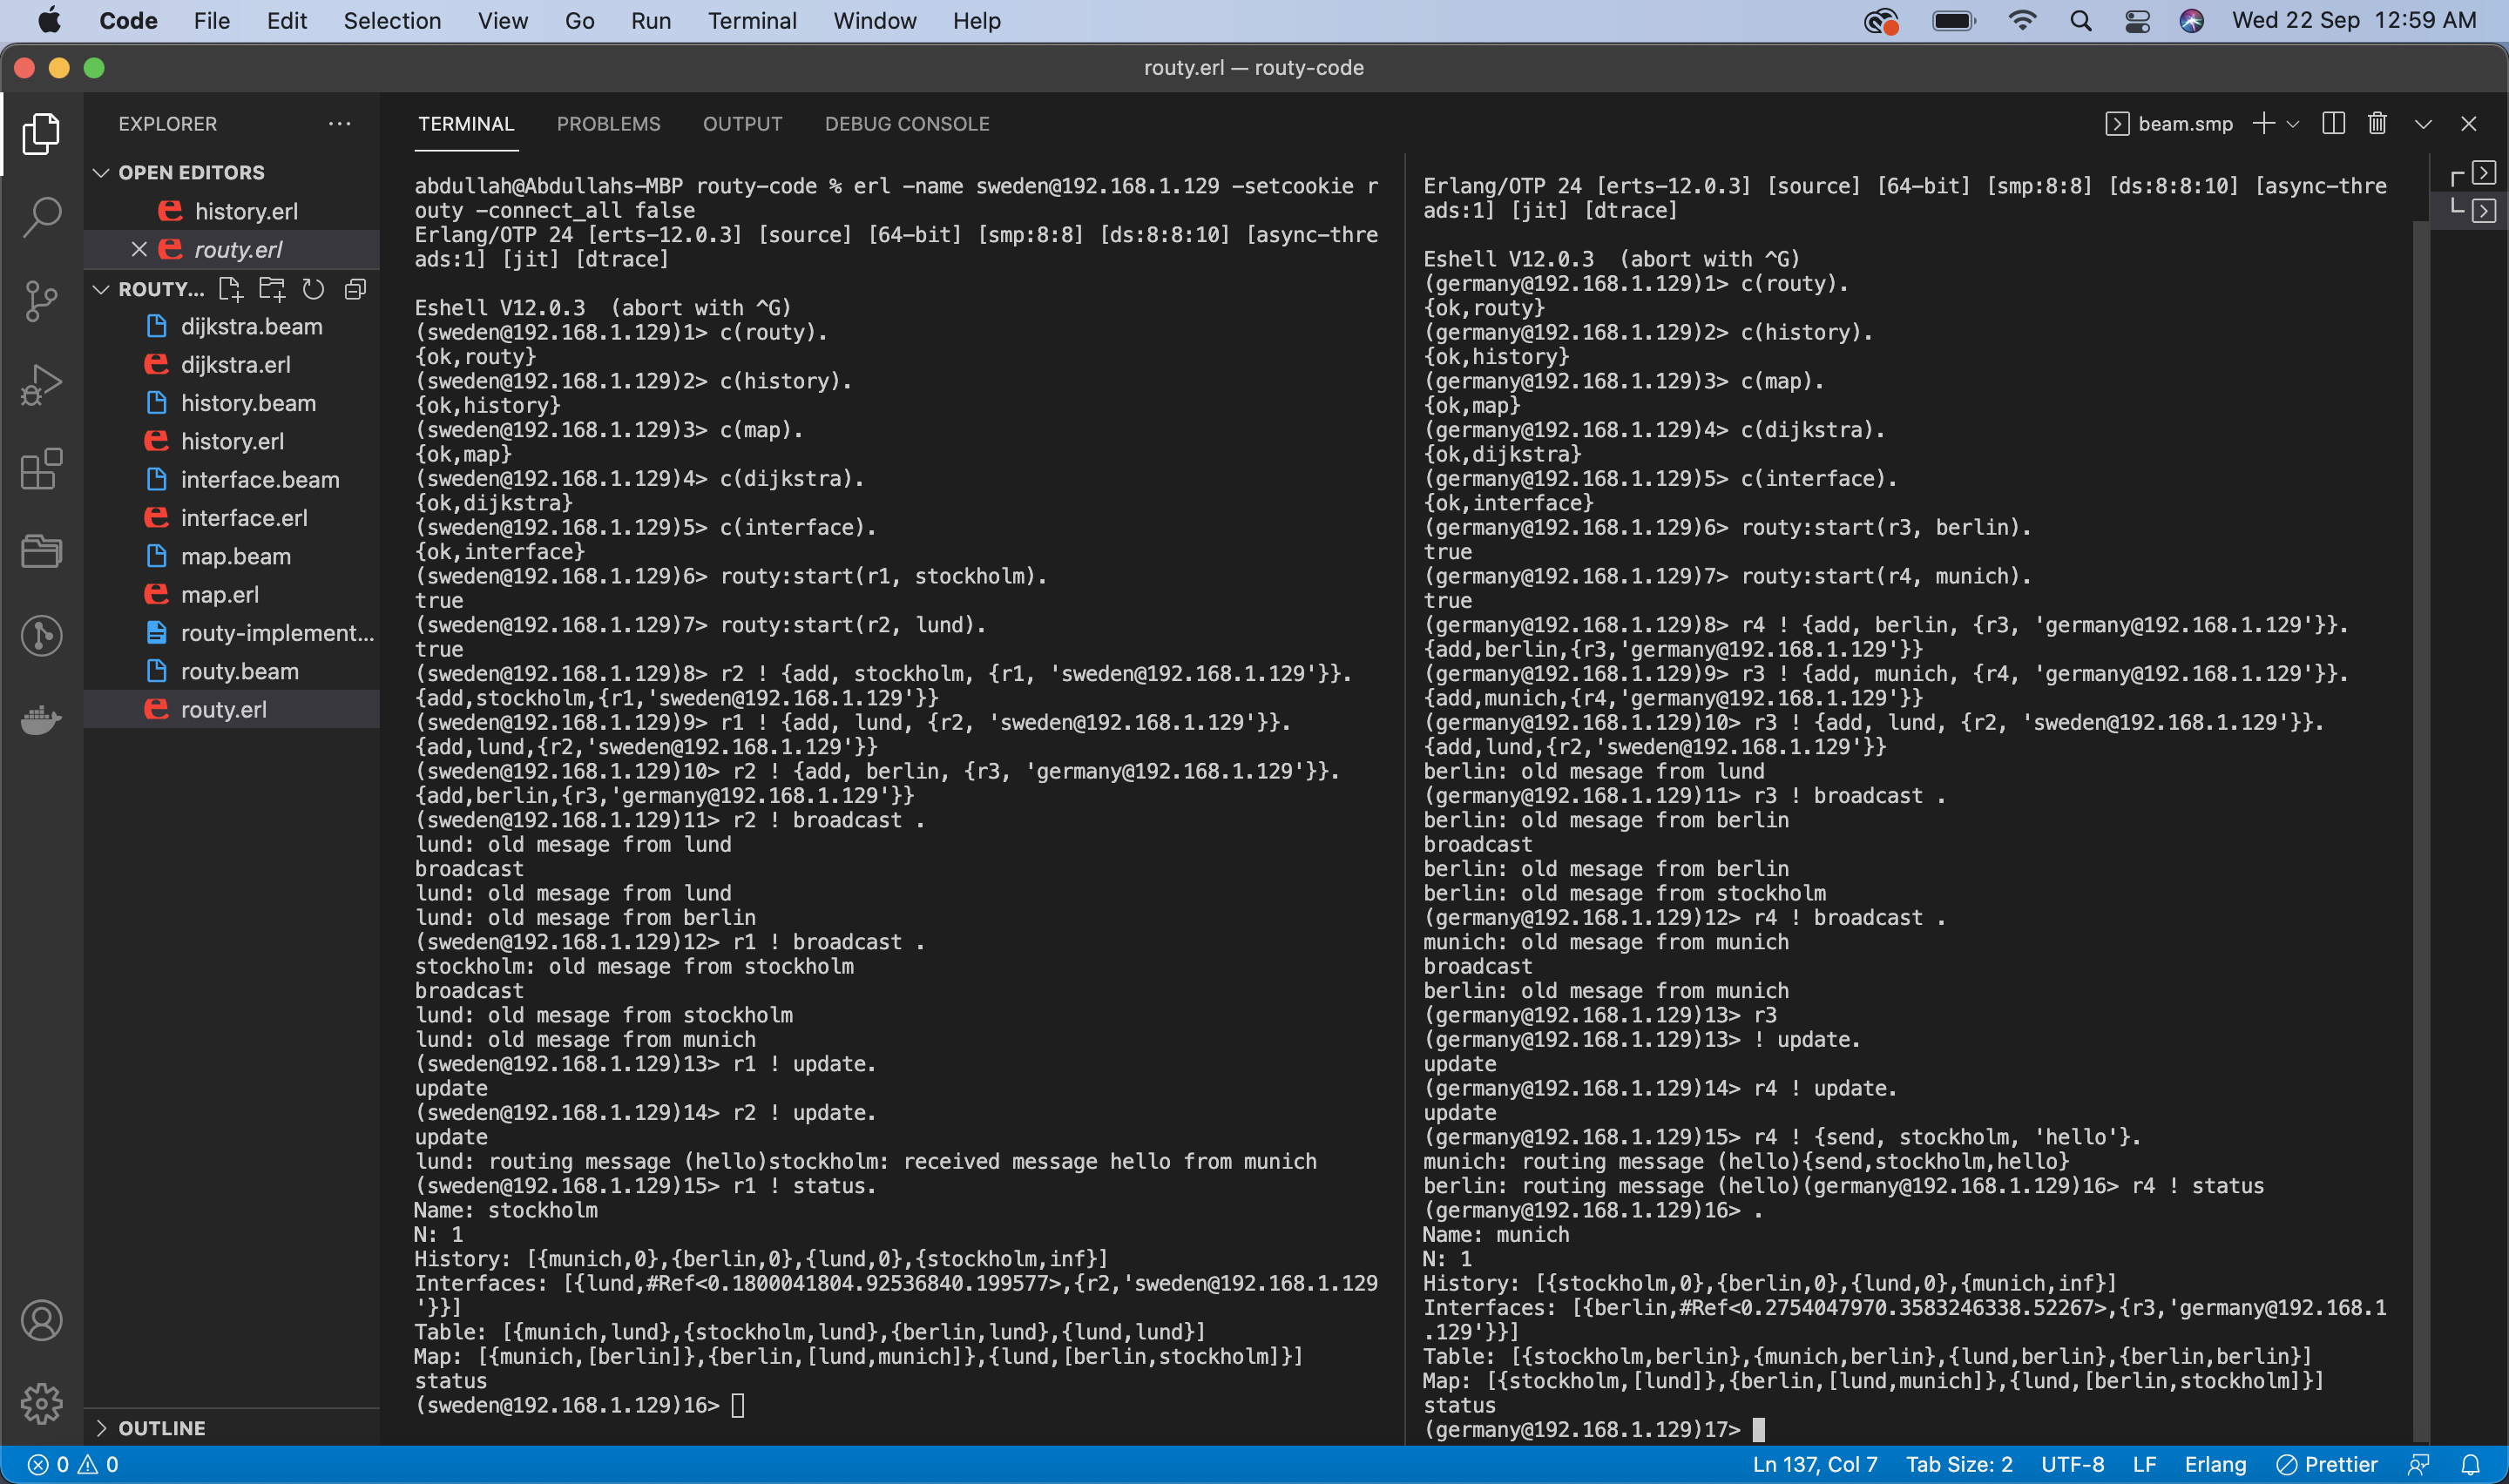 Code File Edit Selection View Go Run Terminal Window Help Wed 22 Sep 12:59 AM
routy.erl — routy-code
EXPLORER
OPEN EDITORS
history.erl
routy.erl
ROUTY...
dijkstra.beam
dijkstra.erl
history.beam
history.erl
interface.beam
interface.erl
map.beam
map.erl
routy-implement...
routy.beam
routy.erl
OUTLINE
TERMINAL PROBLEMS OUTPUT DEBUG CONSOLE beam.smp
abdullah@Abdullahs-MBP routy-code % erl -name sweden@192.168.1.129 -setcookie r
outy -connect_all false
Erlang/OTP 24 [erts-12.0.3] [source] [64-bit] [smp:8:8] [ds:8:8:10] [async-thre
ads:1] [jit] [dtrace]
Eshell V12.0.3 (abort with ^G)
(sweden@192.168.1.129)1> c(routy).
{ok,routy}
(sweden@192.168.1.129)2> c(history).
{ok,history}
(sweden@192.168.1.129)3> c(map).
{ok,map}
(sweden@192.168.1.129)4> c(dijkstra).
{ok,dijkstra}
(sweden@192.168.1.129)5> c(interface).
{ok,interface}
(sweden@192.168.1.129)6> routy:start(r1, stockholm).
true
(sweden@192.168.1.129)7> routy:start(r2, lund).
true
(sweden@192.168.1.129)8> r2 ! {add, stockholm, {r1, 'sweden@192.168.1.129'}}.
{add,stockholm,{r1,'sweden@192.168.1.129'}}
(sweden@192.168.1.129)9> r1 ! {add, lund, {r2, 'sweden@192.168.1.129'}}.
{add,lund,{r2,'sweden@192.168.1.129'}}
(sweden@192.168.1.129)10> r2 ! {add, berlin, {r3, 'germany@192.168.1.129'}}.
{add,berlin,{r3,'germany@192.168.1.129'}}
(sweden@192.168.1.129)11> r2 ! broadcast .
lund: old mesage from lund
broadcast
lund: old mesage from lund
lund: old mesage from berlin
(sweden@192.168.1.129)12> r1 ! broadcast .
stockholm: old mesage from stockholm
broadcast
lund: old mesage from stockholm
lund: old mesage from munich
(sweden@192.168.1.129)13> r1 ! update.
update
(sweden@192.168.1.129)14> r2 ! update.
update
lund: routing message (hello)stockholm: received message hello from munich
(sweden@192.168.1.129)15> r1 ! status.
Name: stockholm
N: 1
History: [{munich,0},{berlin,0},{lund,0},{stockholm,inf}]
Interfaces: [{lund,#Ref<0.1800041804.92536840.199577>,{r2,'sweden@192.168.1.129
'}}]
Table: [{munich,lund},{stockholm,lund},{berlin,lund},{lund,lund}]
Map: [{munich,[berlin]},{berlin,[lund,munich]},{lund,[berlin,stockholm]}]
status
(sweden@192.168.1.129)16>
Erlang/OTP 24 [erts-12.0.3] [source] [64-bit] [smp:8:8] [ds:8:8:10] [async-thre
ads:1] [jit] [dtrace]
Eshell V12.0.3 (abort with ^G)
(germany@192.168.1.129)1> c(routy).
{ok,routy}
(germany@192.168.1.129)2> c(history).
{ok,history}
(germany@192.168.1.129)3> c(map).
{ok,map}
(germany@192.168.1.129)4> c(dijkstra).
{ok,dijkstra}
(germany@192.168.1.129)5> c(interface).
{ok,interface}
(germany@192.168.1.129)6> routy:start(r3, berlin).
true
(germany@192.168.1.129)7> routy:start(r4, munich).
true
(germany@192.168.1.129)8> r4 ! {add, berlin, {r3, 'germany@192.168.1.129'}}.
{add,berlin,{r3,'germany@192.168.1.129'}}
(germany@192.168.1.129)9> r3 ! {add, munich, {r4, 'germany@192.168.1.129'}}.
{add,munich,{r4,'germany@192.168.1.129'}}
(germany@192.168.1.129)10> r3 ! {add, lund, {r2, 'sweden@192.168.1.129'}}.
{add,lund,{r2,'sweden@192.168.1.129'}}
berlin: old mesage from lund
(germany@192.168.1.129)11> r3 ! broadcast .
berlin: old mesage from berlin
broadcast
berlin: old mesage from berlin
berlin: old mesage from stockholm
(germany@192.168.1.129)12> r4 ! broadcast .
munich: old mesage from munich
broadcast
berlin: old mesage from munich
(germany@192.168.1.129)13> r3
(germany@192.168.1.129)13> ! update.
update
(germany@192.168.1.129)14> r4 ! update.
update
(germany@192.168.1.129)15> r4 ! {send, stockholm, 'hello'}.
munich: routing message (hello){send,stockholm,hello}
berlin: routing message (hello)(germany@192.168.1.129)16> r4 ! status
(germany@192.168.1.129)16> .
Name: munich
N: 1
History: [{stockholm,0},{berlin,0},{lund,0},{munich,inf}]
Interfaces: [{berlin,#Ref<0.2754047970.3583246338.52267>,{r3,'germany@192.168.1
.129'}}]
Table: [{stockholm,berlin},{munich,berlin},{lund,berlin},{berlin,berlin}]
Map: [{stockholm,[lund]},{berlin,[lund,munich]},{lund,[berlin,stockholm]}]
status
(germany@192.168.1.129)17>
0 0 Ln 137, Col 7 Tab Size: 2 UTF-8 LF Erlang Prettier